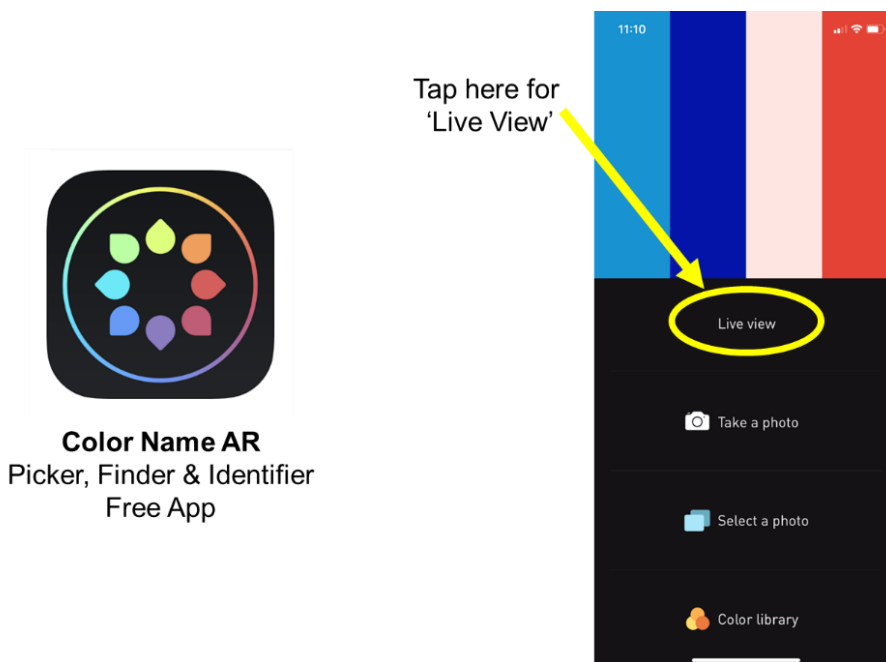 Tap here for
‘Live View’
Color Name AR
Picker, Finder & Identifier
Free App
11:10
Live view
Take a photo
Select a photo
Color library